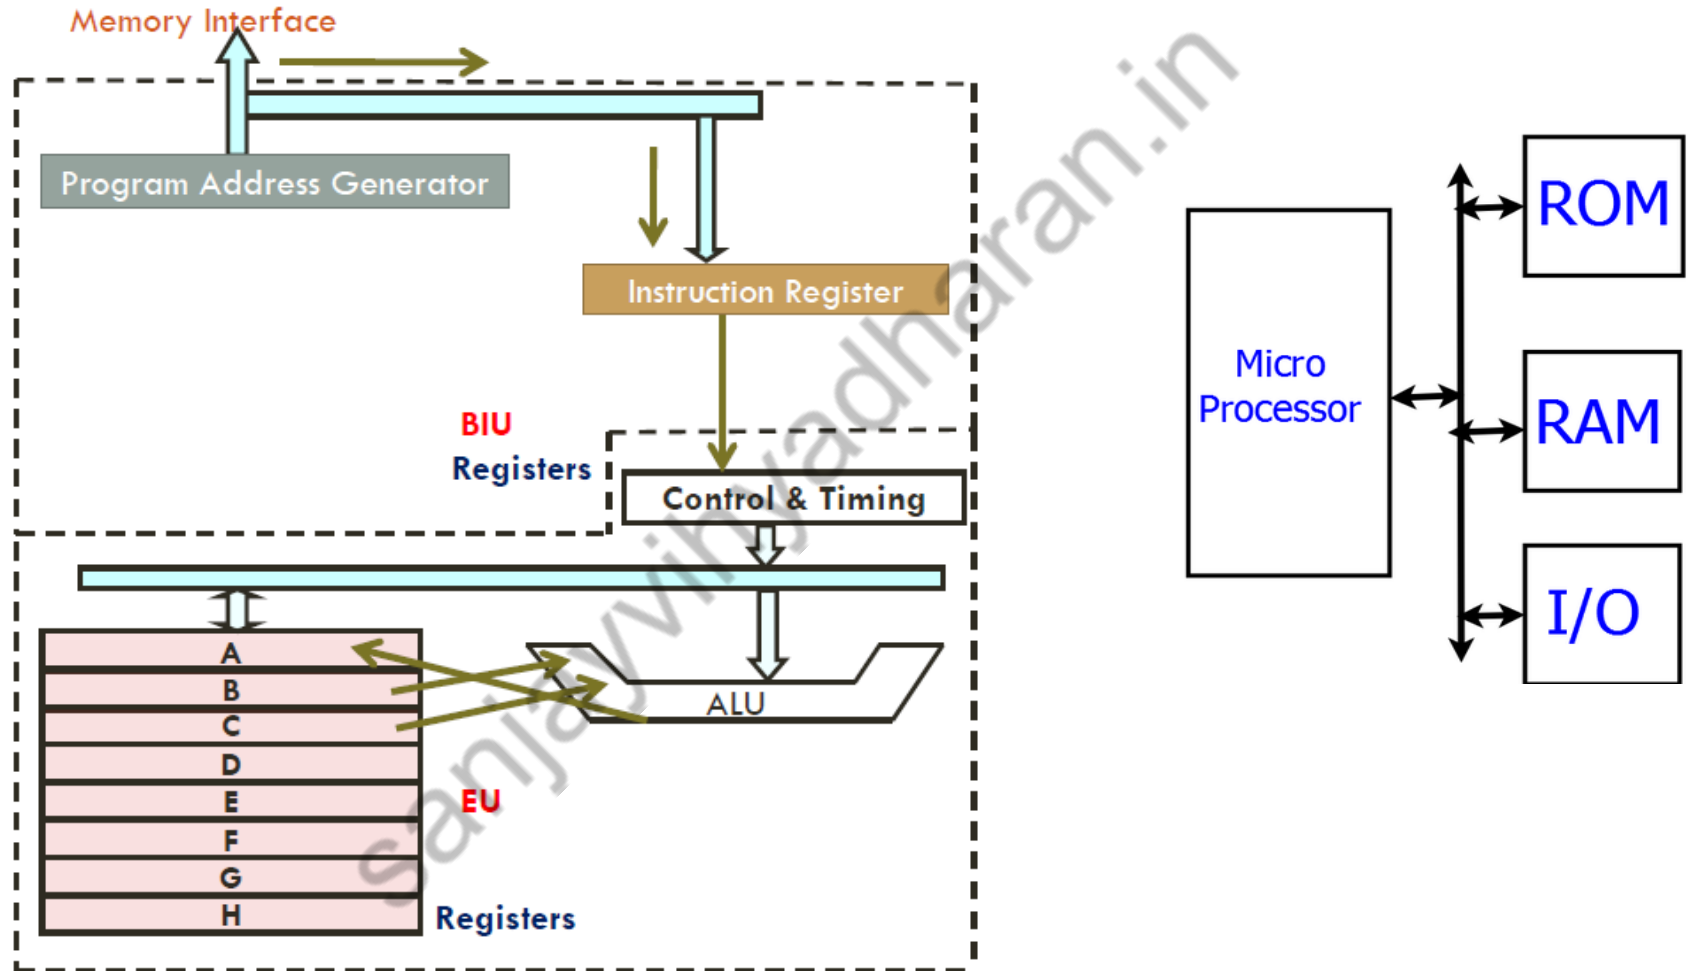 Memory Interface
Program Address Generator
Instruction Register
BIU
Registers
Control & Timing
A
B
C
D
E
F
G
H
ALU
EU
Registers
Micro
Processor
ROM
RAM
I/O
sanjayvihyadharan.in